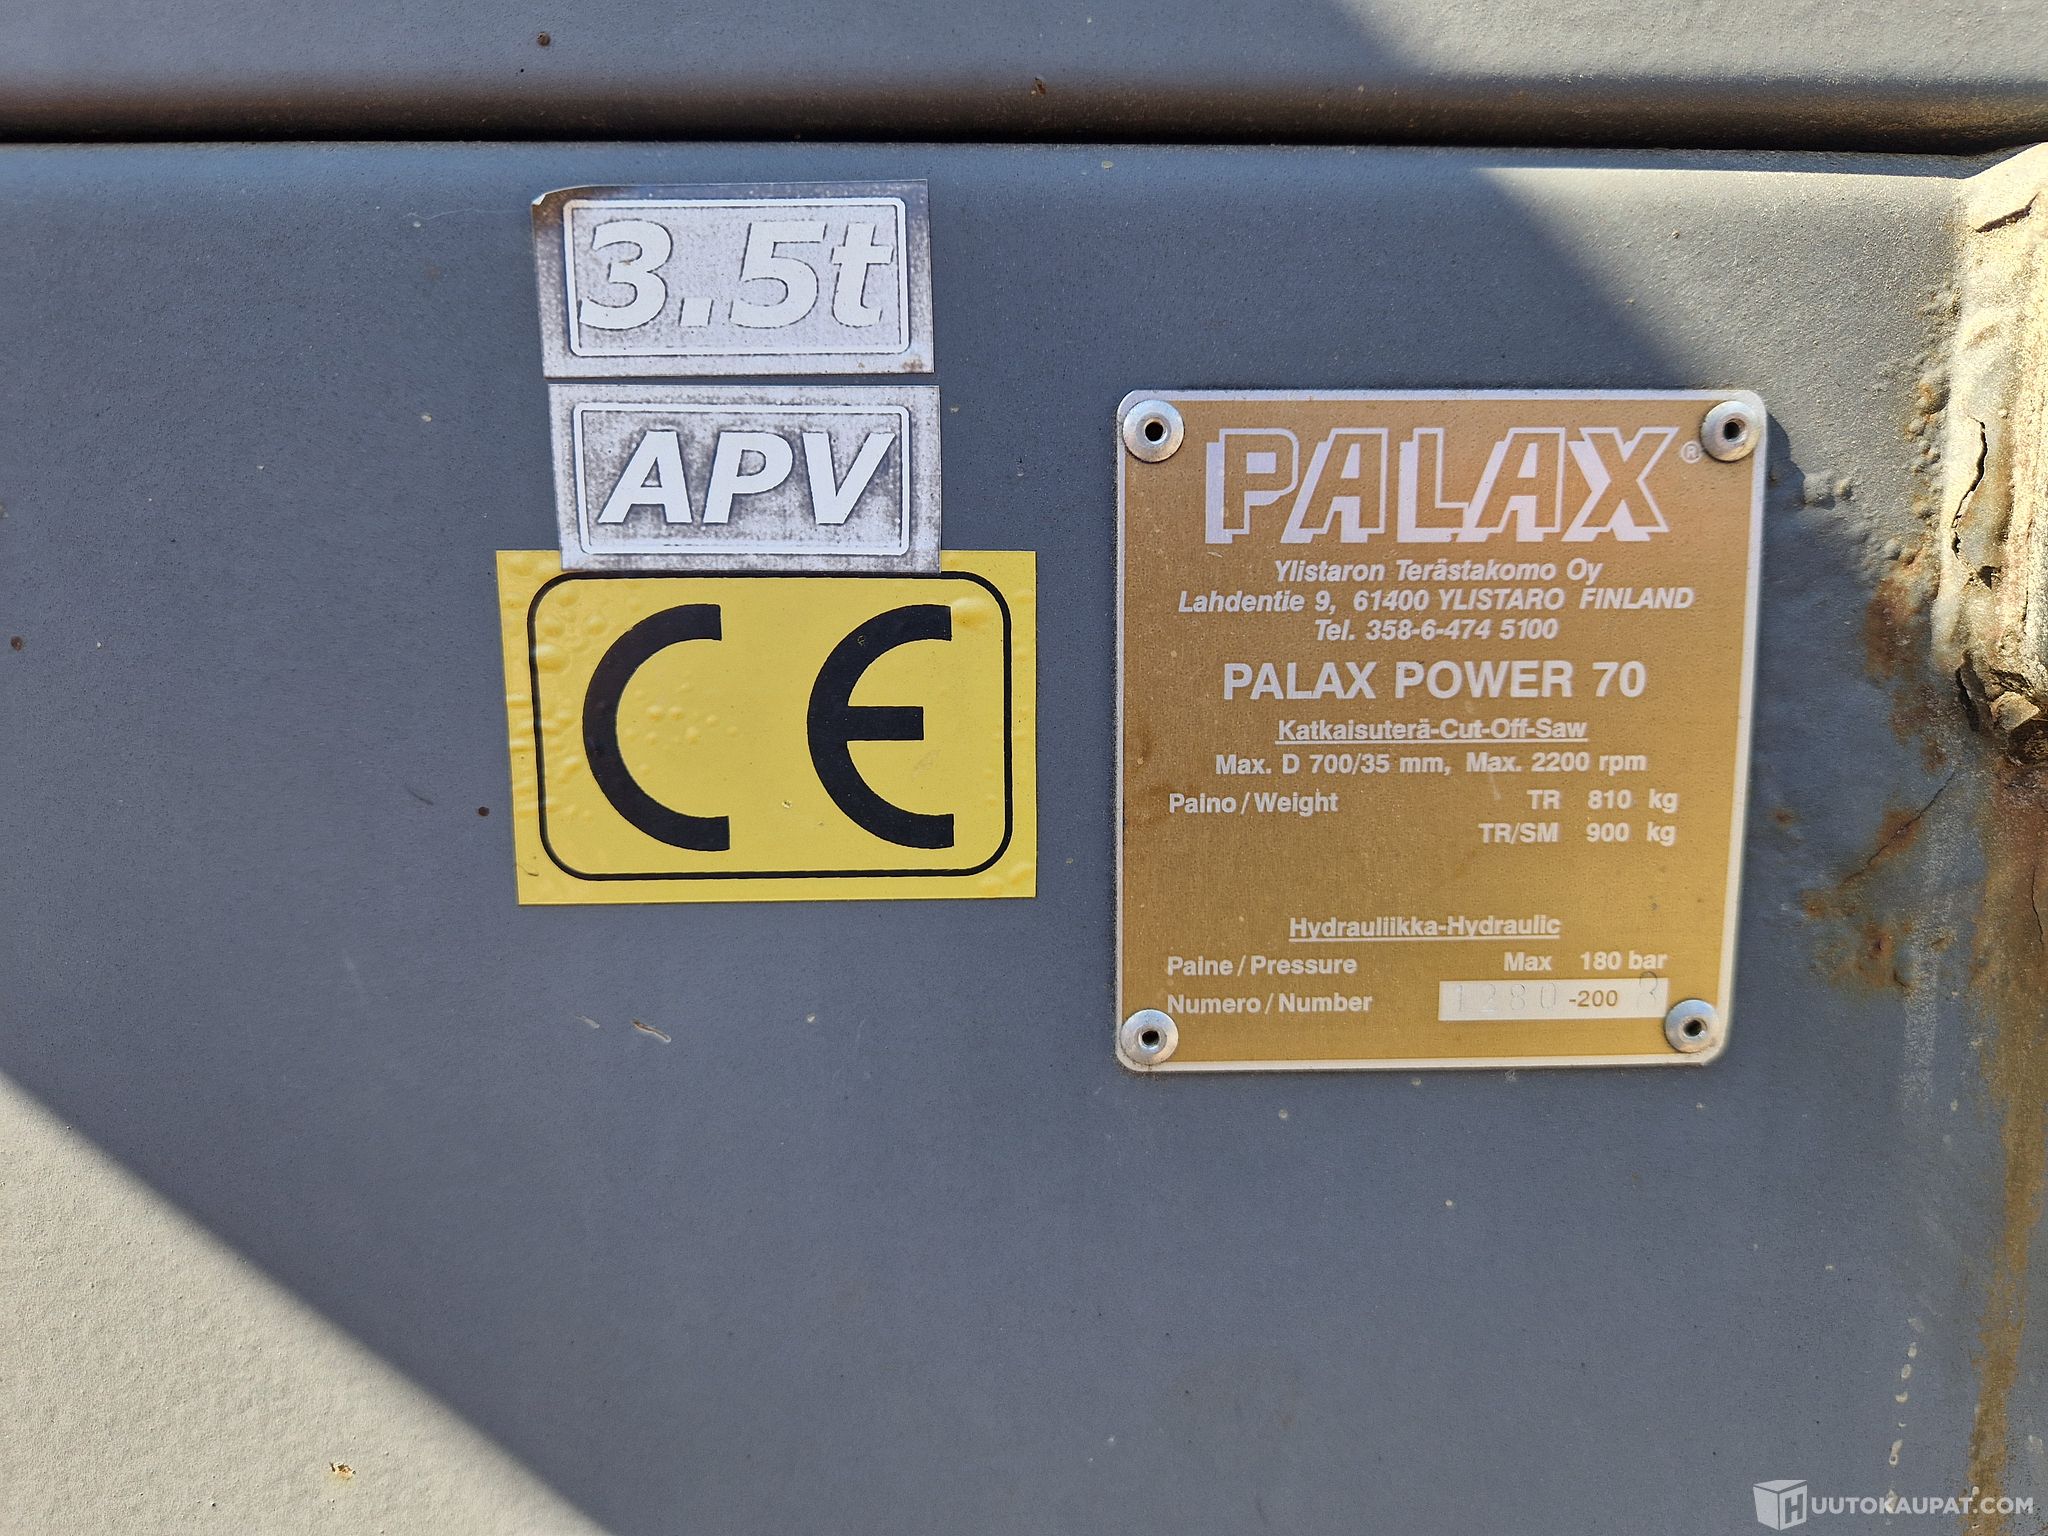 3.5t
APV
CE
PALAX®
Ylistaron Terästakomo Oy
Lahdentie 9, 61400 YLISTARO FINLAND
Tel. 358-6-474 5100
PALAX POWER 70
Katkaisuterä-Cut-Off-Saw
Max. D 700/35 mm, Max. 2200 rpm
Paino/Weight TR 810 kg
TR/SM 900 kg
Hydrauliikka-Hydraulic
Paine/Pressure Max 180 bar
Numero/Number 1280 -200
HUUTOKAUPAT.COM